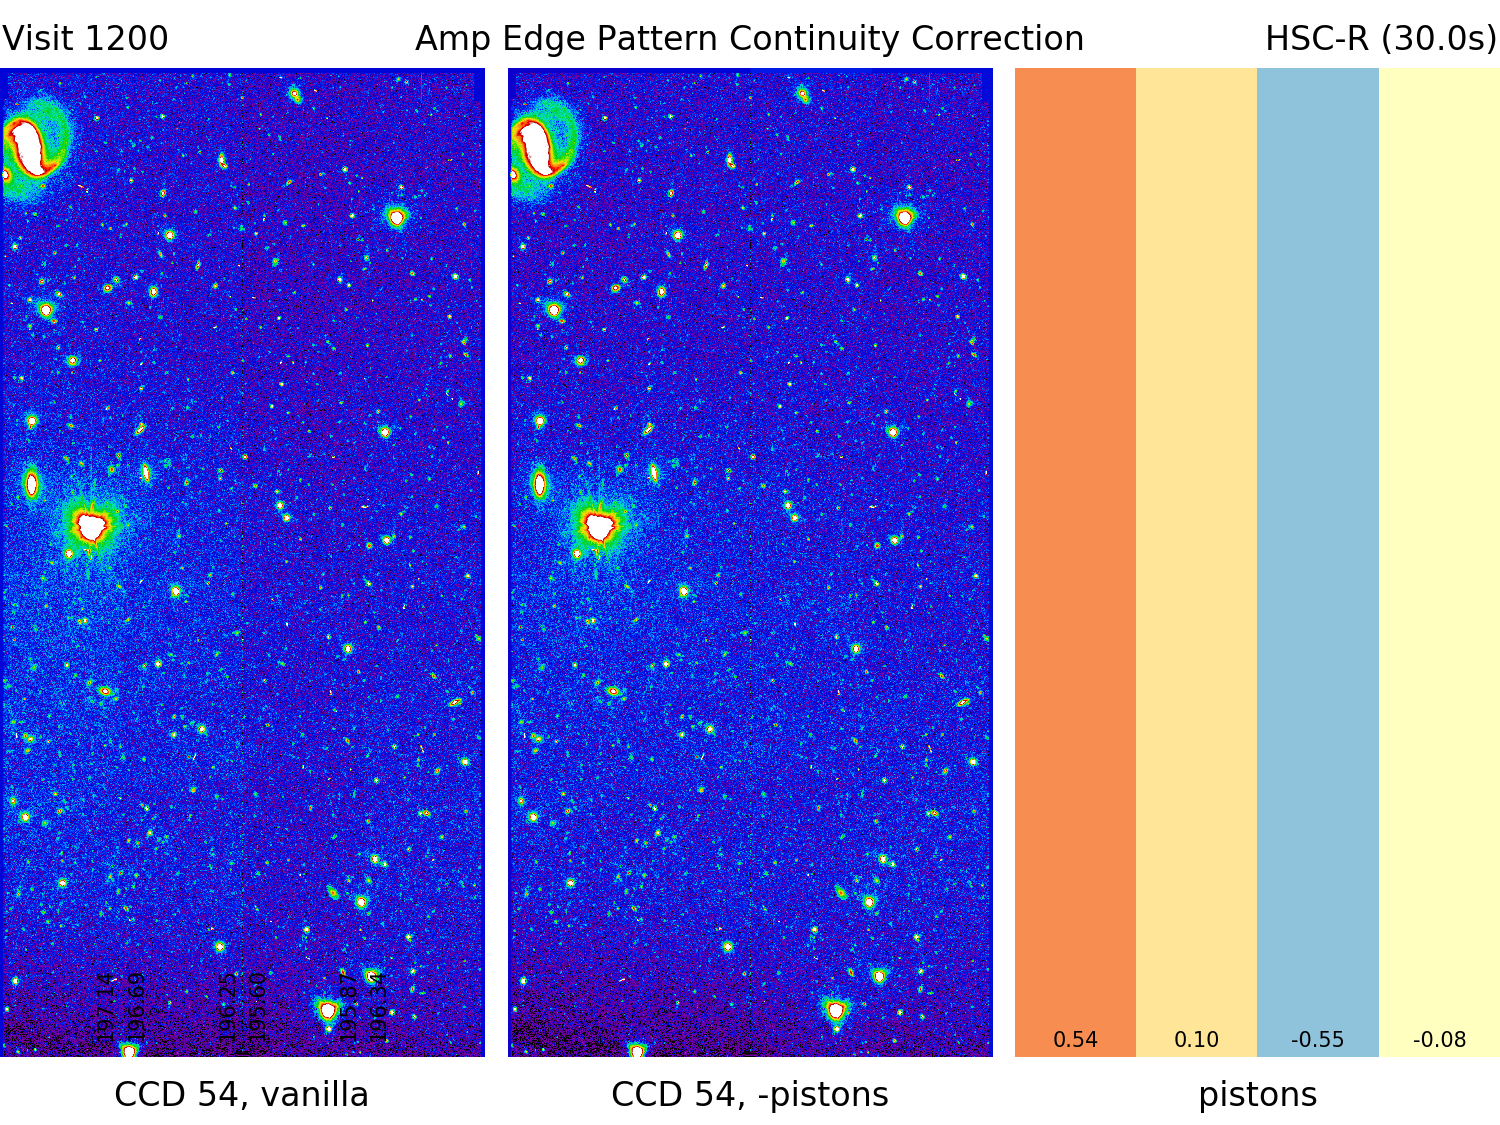 Visit 1200 Amp Edge Pattern Continuity Correction HSC-R (30.0s)
197.14 196.69 196.25 195.60 195.87 196.34
0.54 0.10 -0.55 -0.08
CCD 54, vanilla CCD 54, -pistons pistons